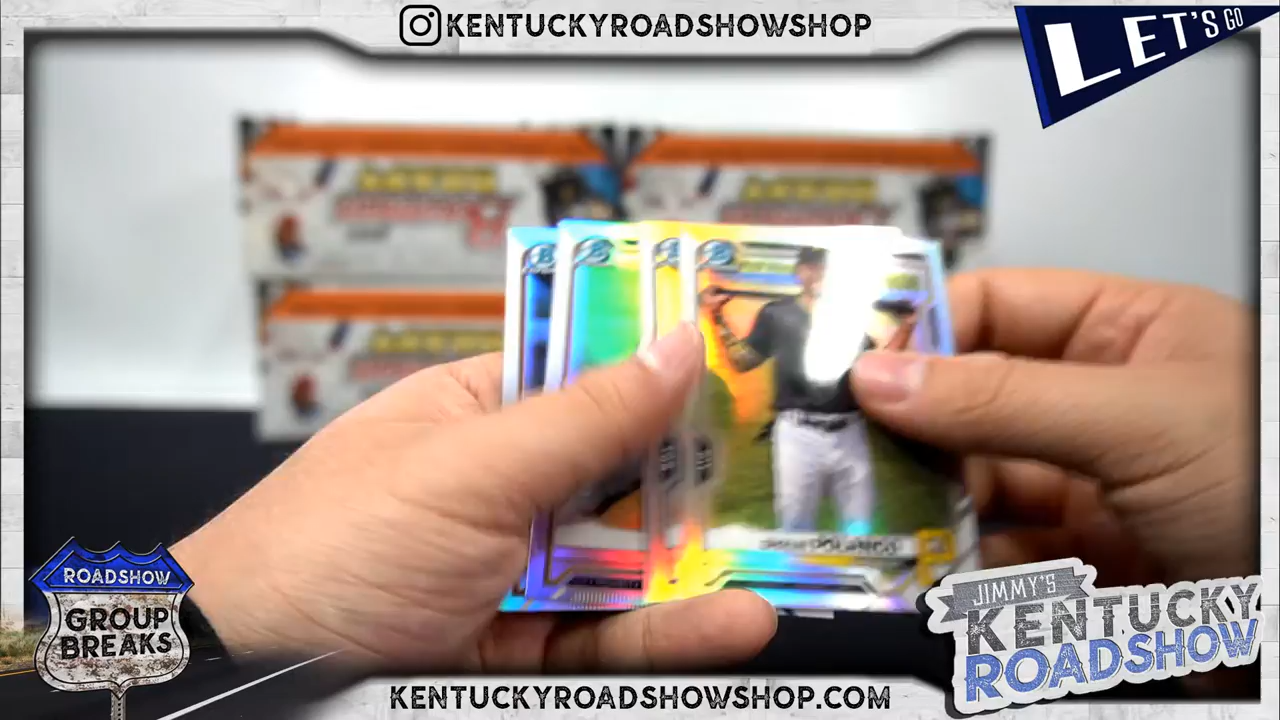 KENTUCKYROADSHOWSHOP
LET'S GO
ROADSHOW
GROUP
BREAKS
JIMMY'S
KENTUCKY
ROADSHOW
KENTUCKYROADSHOWSHOP.COM